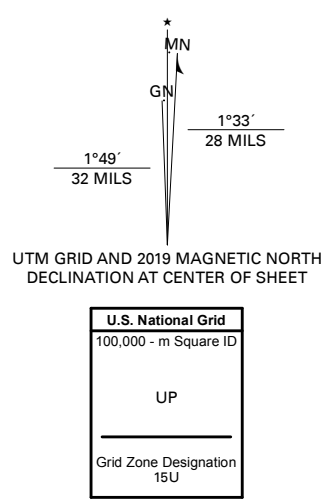 ★
MN
GN
1°33´
28 MILS
1°49´
32 MILS
UTM GRID AND 2019 MAGNETIC NORTH
DECLINATION AT CENTER OF SHEET
U.S. National Grid
100,000 - m Square ID
UP
Grid Zone Designation
15U